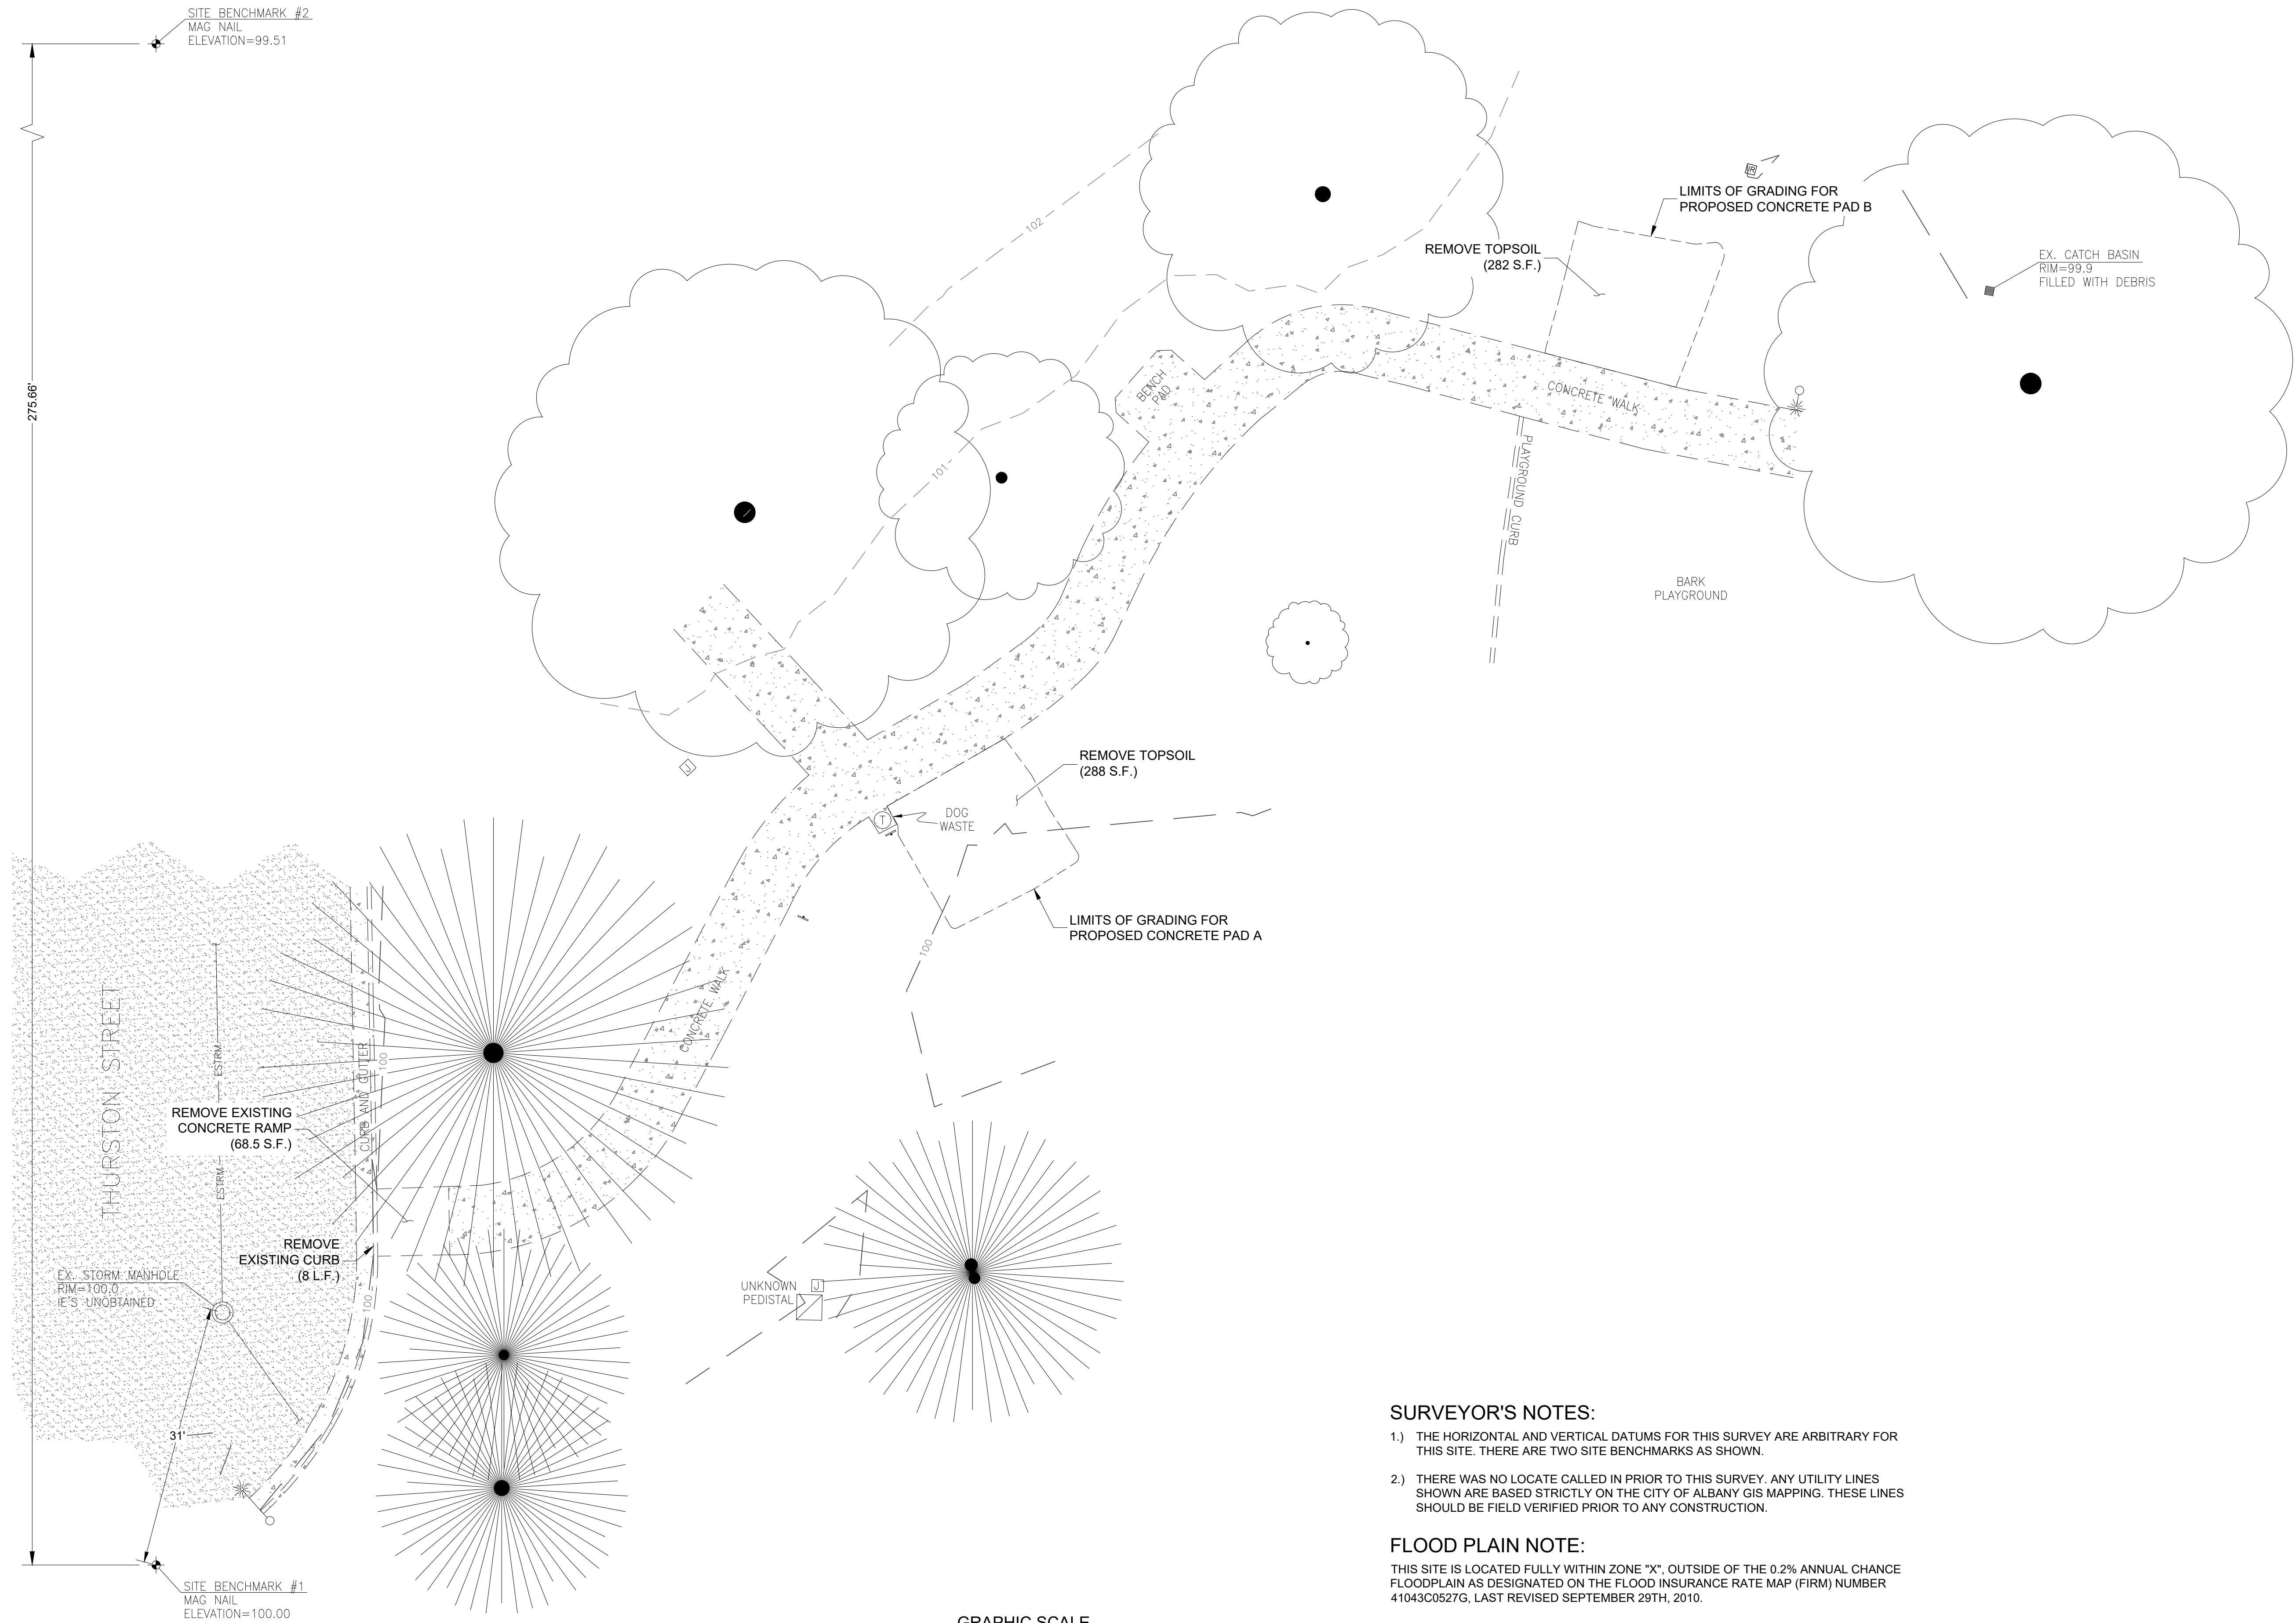 SITE BENCHMARK #2
MAG NAIL
ELEVATION=99.51
275.66'
102
LIMITS OF GRADING FOR
PROPOSED CONCRETE PAD B
REMOVE TOPSOIL
(282 S.F.)
EX. CATCH BASIN
RIM=99.9
FILLED WITH DEBRIS
BENCH
PAD
CONCRETE WALK
PLAYGROUND CURB
101
BARK
PLAYGROUND
REMOVE TOPSOIL
(288 S.F.)
J
T
DOG
WASTE
LIMITS OF GRADING FOR
PROPOSED CONCRETE PAD A
100
CONCRETE WALK
THURSTON STREET
ESTRM
CURB AND GUTTER
100
REMOVE EXISTING
CONCRETE RAMP
(68.5 S.F.)
ESTRM
REMOVE
EXISTING CURB
(8 L.F.)
EX. STORM MANHOLE
RIM=100.0
IE'S UNOBTAINED
100
UNKNOWN
PEDISTAL
J
31'
SITE BENCHMARK #1
MAG NAIL
ELEVATION=100.00
SURVEYOR'S NOTES:
1.) THE HORIZONTAL AND VERTICAL DATUMS FOR THIS SURVEY ARE ARBITRARY FOR
THIS SITE. THERE ARE TWO SITE BENCHMARKS AS SHOWN.
2.) THERE WAS NO LOCATE CALLED IN PRIOR TO THIS SURVEY. ANY UTILITY LINES
SHOWN ARE BASED STRICTLY ON THE CITY OF ALBANY GIS MAPPING. THESE LINES
SHOULD BE FIELD VERIFIED PRIOR TO ANY CONSTRUCTION.
FLOOD PLAIN NOTE:
THIS SITE IS LOCATED FULLY WITHIN ZONE "X", OUTSIDE OF THE 0.2% ANNUAL CHANCE
FLOODPLAIN AS DESIGNATED ON THE FLOOD INSURANCE RATE MAP (FIRM) NUMBER
41043C0527G, LAST REVISED SEPTEMBER 29TH, 2010.
GRAPHIC SCALE